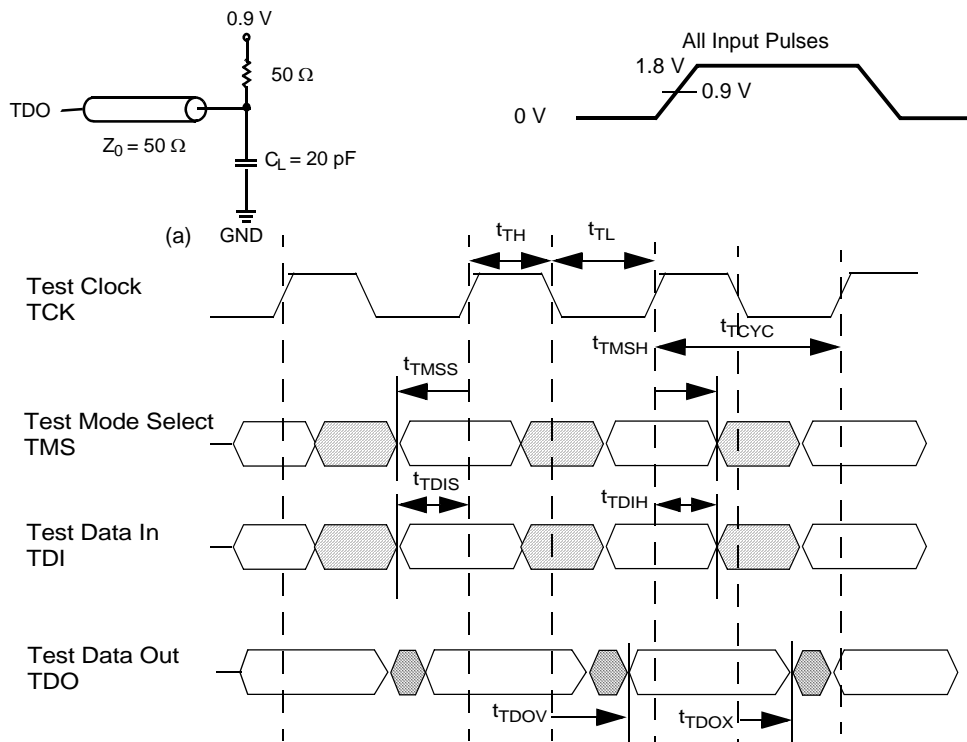 0.9 V
50 Ω
TDO
Z0 = 50 Ω
CL = 20 pF
(a)
GND
All Input Pulses
1.8 V
0.9 V
0 V
tTH
tTL
Test Clock
TCK
tTCYC
tTMSH
tTMSS
Test Mode Select
TMS
tTDIS
tTDIH
Test Data In
TDI
Test Data Out
TDO
tTDOV
tTDOX